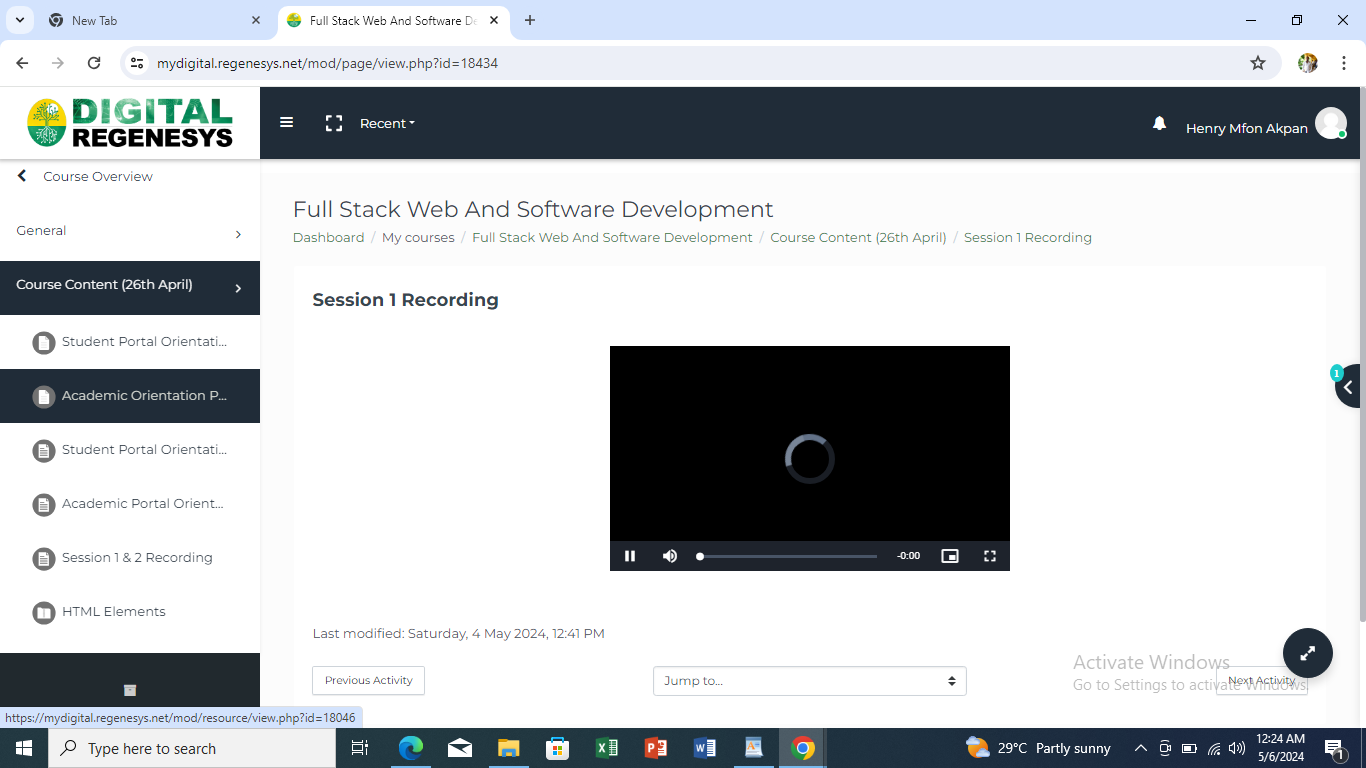 New Tab
Full Stack Web And Software De
mydigital.regenesys.net/mod/page/view.php?id=18434
DIGITAL
REGENESYS
Recent
Henry Mfon Akpan
Course Overview
General
Course Content (26th April)
Student Portal Orientati...
Academic Orientation P...
Student Portal Orientati...
Academic Portal Orient...
Session 1 & 2 Recording
HTML Elements
Full Stack Web And Software Development
Dashboard / My courses / Full Stack Web And Software Development / Course Content (26th April) / Session 1 Recording
Session 1 Recording
-0:00
1
Last modified: Saturday, 4 May 2024, 12:41 PM
Previous Activity
Jump to...
Next Activity
Activate Windows
Go to Settings to activate Windows.
https://mydigital.regenesys.net/mod/resource/view.php?id=18046
Type here to search
29°C Partly sunny
12:24 AM
5/6/2024
1